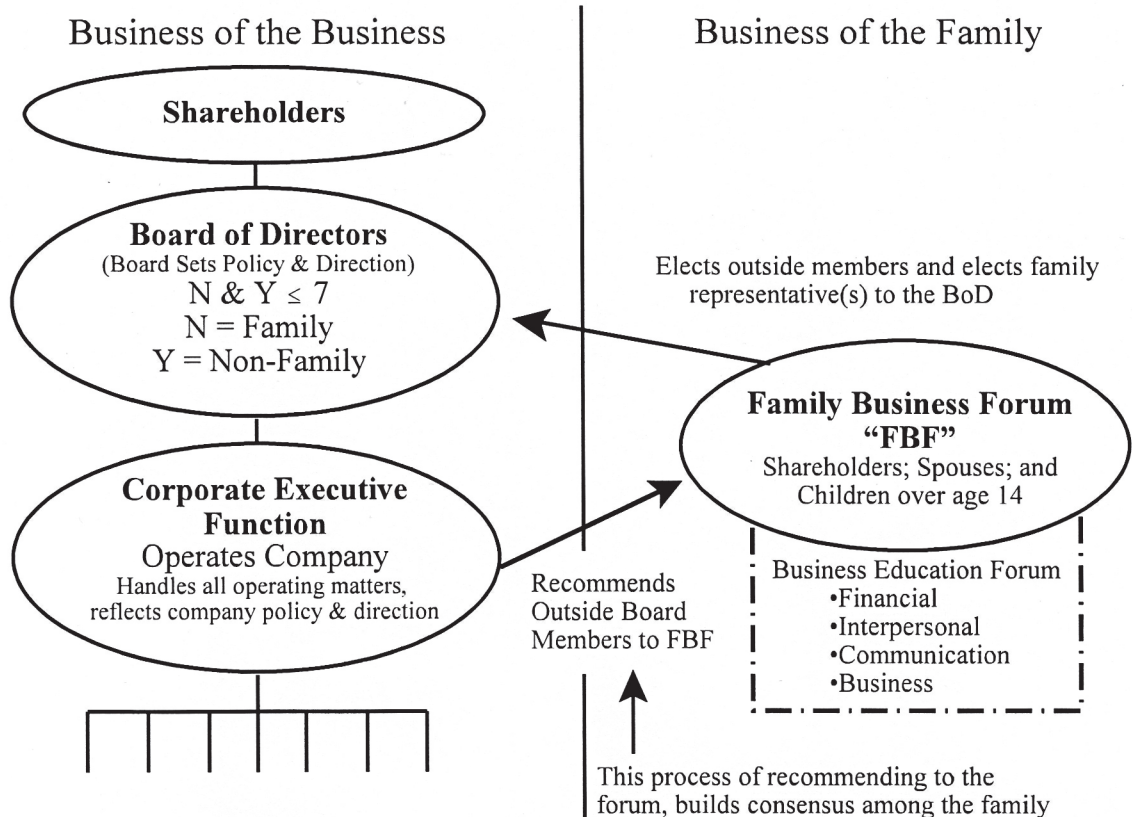 Business of the Business
Shareholders
Board of Directors
(Board Sets Policy & Direction)
N & Y ≤ 7
N = Family
Y = Non-Family
Corporate Executive
Function
Operates Company
Handles all operating matters,
reflects company policy & direction
Business of the Family
Elects outside members and elects family
representative(s) to the BoD
Family Business Forum
“FBF”
Shareholders; Spouses; and
Children over age 14
Business Education Forum
•Financial
•Interpersonal
•Communication
•Business
Recommends
Outside Board
Members to FBF
This process of recommending to the
forum, builds consensus among the family